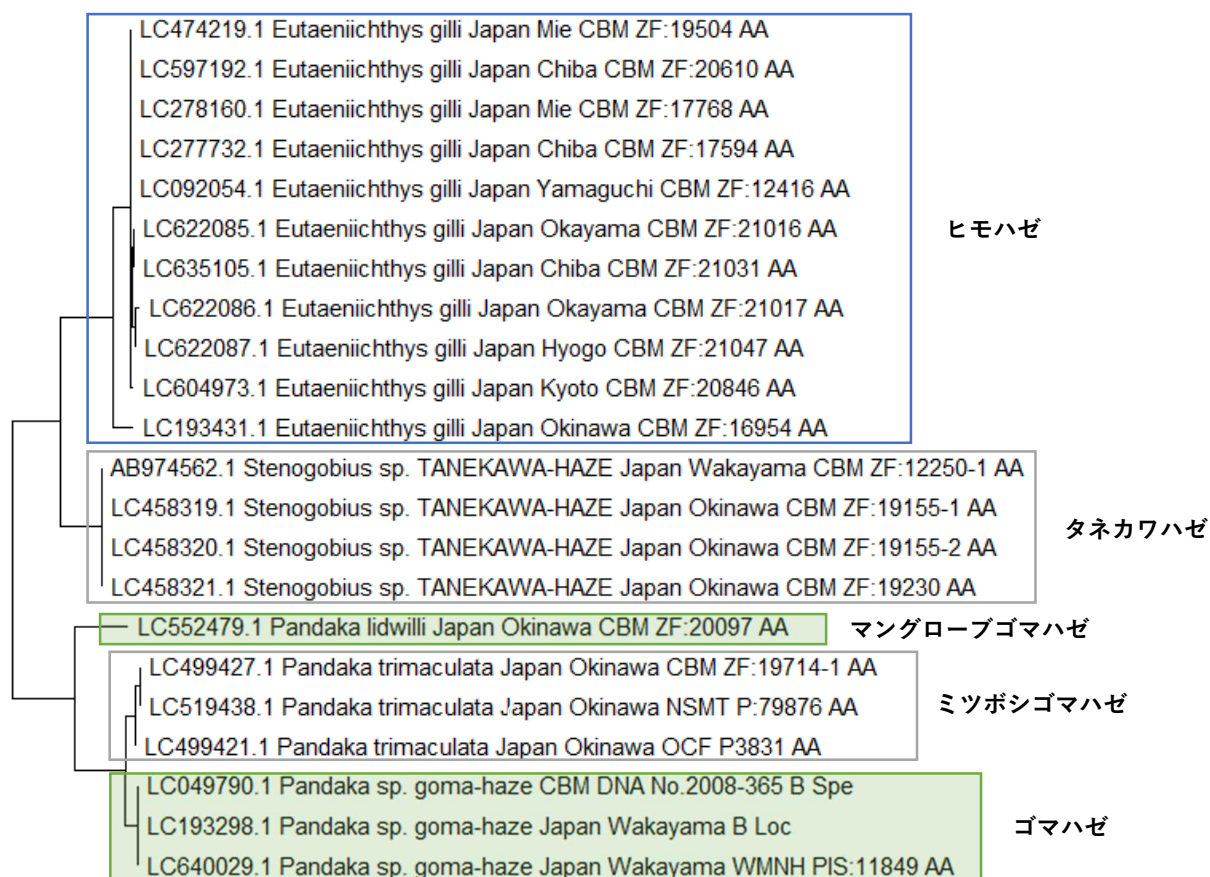 LC474219.1 Eutaeniichthys gilli Japan Mie CBM ZF:19504 AA
LC597192.1 Eutaeniichthys gilli Japan Chiba CBM ZF:20610 AA
LC278160.1 Eutaeniichthys gilli Japan Mie CBM ZF:17768 AA
LC277732.1 Eutaeniichthys gilli Japan Chiba CBM ZF:17594 AA
LC092054.1 Eutaeniichthys gilli Japan Yamaguchi CBM ZF:12416 AA
LC622085.1 Eutaeniichthys gilli Japan Okayama CBM ZF:21016 AA
ヒモハゼ
LC635105.1 Eutaeniichthys gilli Japan Chiba CBM ZF:21031 AA
LC622086.1 Eutaeniichthys gilli Japan Okayama CBM ZF:21017 AA
LC622087.1 Eutaeniichthys gilli Japan Hyogo CBM ZF:21047 AA
LC604973.1 Eutaeniichthys gilli Japan Kyoto CBM ZF:20846 AA
LC193431.1 Eutaeniichthys gilli Japan Okinawa CBM ZF:16954 AA
AB974562.1 Stenogobius sp. TANEKAWA-HAZE Japan Wakayama CBM ZF:12250-1 AA
LC458319.1 Stenogobius sp. TANEKAWA-HAZE Japan Okinawa CBM ZF:19155-1 AA
タネカワハゼ
LC458320.1 Stenogobius sp. TANEKAWA-HAZE Japan Okinawa CBM ZF:19155-2 AA
LC458321.1 Stenogobius sp. TANEKAWA-HAZE Japan Okinawa CBM ZF:19230 AA
LC552479.1 Pandaka lidwilli Japan Okinawa CBM ZF:20097 AA
マングローブゴマハゼ
LC499427.1 Pandaka trimaculata Japan Okinawa CBM ZF:19714-1 AA
LC519438.1 Pandaka trimaculata Japan Okinawa NSMT P:79876 AA
ミツボシゴマハゼ
LC499421.1 Pandaka trimaculata Japan Okinawa OCF P3831 AA
LC049790.1 Pandaka sp. goma-haze CBM DNA No.2008-365 B Spe
LC193298.1 Pandaka sp. goma-haze Japan Wakayama B Loc
ゴマハゼ
LC640029.1 Pandaka sp. goma-haze Japan Wakayama WMNH PIS:11849 AA